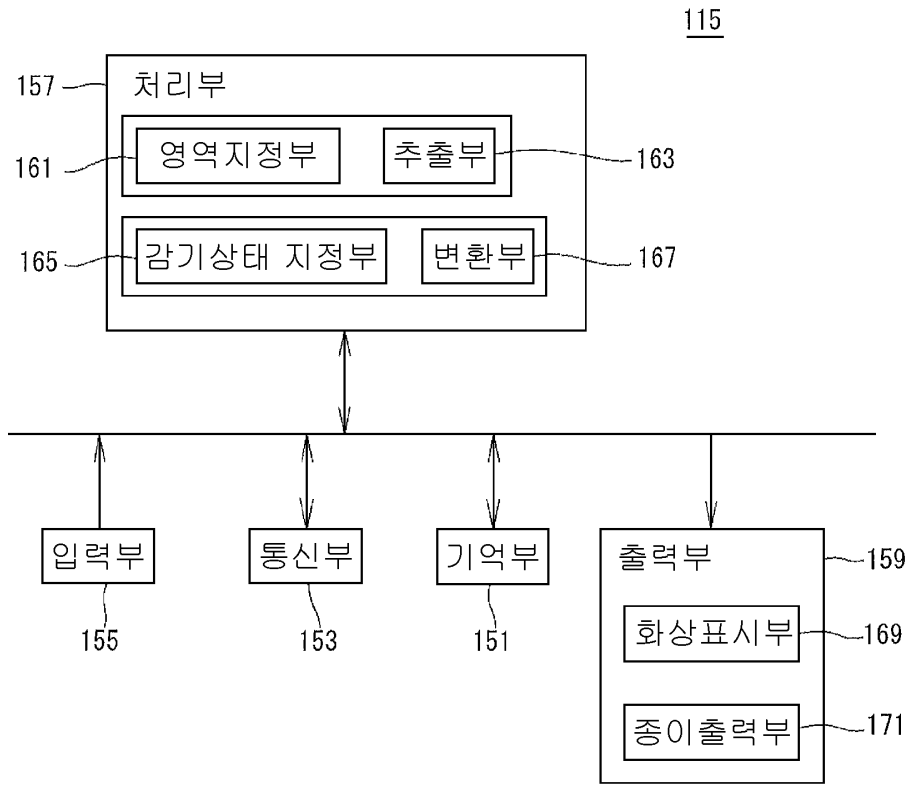 115
157
처리부
161
영역지정부
추출부
163
165
감기상태 지정부
변환부
167
입력부
통신부
기억부
출력부
159
155
153
151
화상표시부
169
종이출력부
171